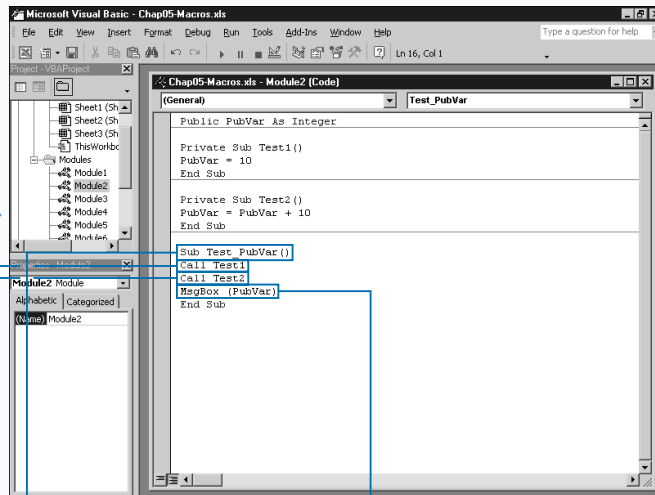 Microsoft Visual Basic - Chap05-Macros.xls
File Edit View Insert Format Debug Run Tools Add-Ins Window Help
Type a question for help
Ln 16, Col 1
Project - VBAProject
Sheet1 (Sh
Sheet2 (Sh
Sheet3 (Sh
ThisWorkbo
Modules
Module1
Module2
Module3
Module4
Module5
Module6
Properties - Module2
Module2 Module
Alphabetic Categorized
(Name) Module2
Chap05-Macros.xls - Module2 (Code)
(General) Test_PubVar
Public PubVar As Integer
Private Sub Test1()
PubVar = 10
End Sub
Private Sub Test2()
PubVar = PubVar + 10
End Sub
Sub Test_PubVar()
Call Test1
Call Test2
MsgBox (PubVar)
End Sub